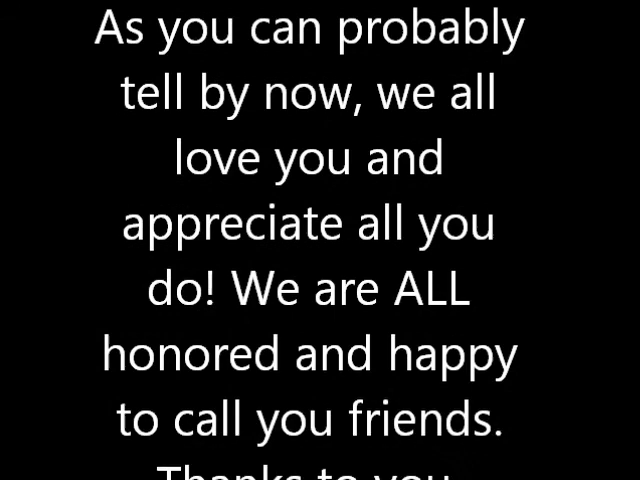 As you can probably
tell by now, we all
love you and
appreciate all you
do! We are ALL
honored and happy
to call you friends.
Thanks to you